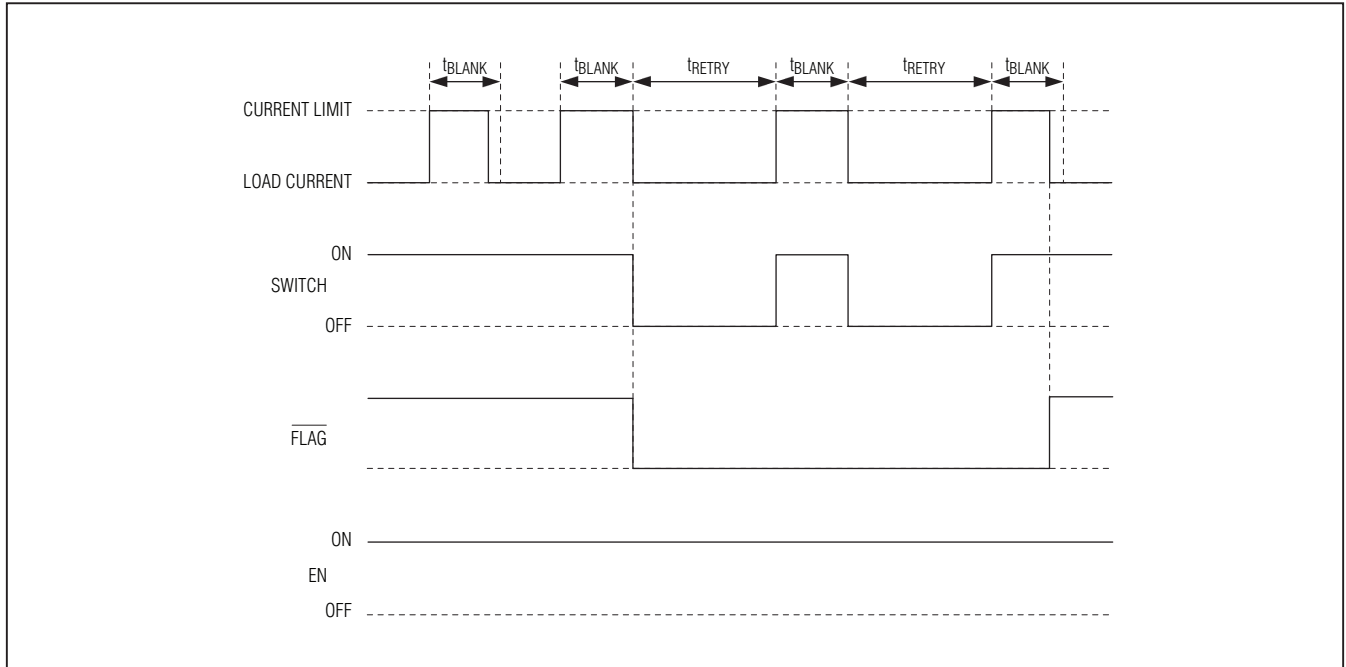 tBLANK tBLANK tRETRY tBLANK tRETRY tBLANK
CURRENT LIMIT
LOAD CURRENT
ON
SWITCH
OFF
FLAG
ON
EN
OFF